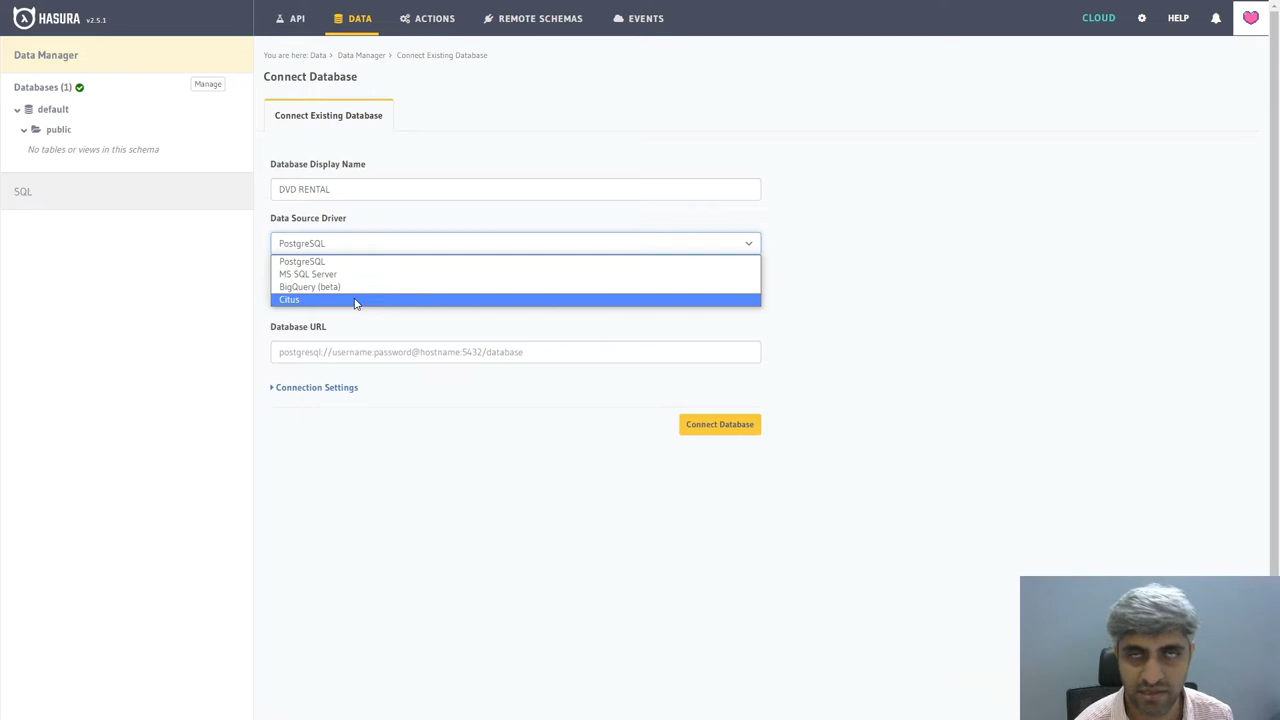 HASURA v2.5.1
API
DATA
ACTIONS
REMOTE SCHEMAS
EVENTS
CLOUD
HELP
Data Manager
Databases (1)
Manage
default
public
No tables or views in this schema
SQL
You are here: Data > Data Manager > Connect Existing Database
Connect Database
Connect Existing Database
Database Display Name
DVD RENTAL
Data Source Driver
PostgreSQL
PostgreSQL
MS SQL Server
BigQuery (beta)
Citus
Database URL
postgresql://username:password@hostname:5432/database
Connection Settings
Connect Database